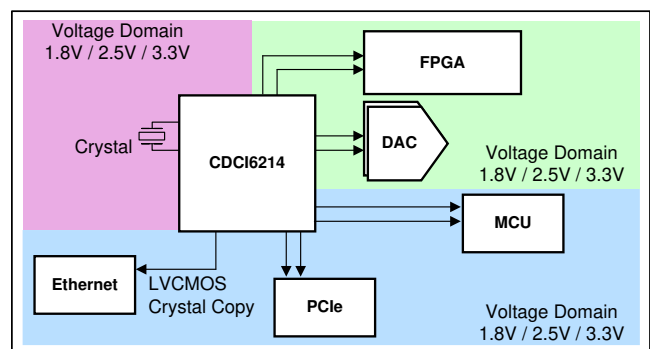 Voltage Domain
1.8V / 2.5V / 3.3V
FPGA
Crystal
CDCI6214
DAC
Voltage Domain
1.8V / 2.5V / 3.3V
MCU
Ethernet
LVCMOS
Crystal Copy
PCIe
Voltage Domain
1.8V / 2.5V / 3.3V